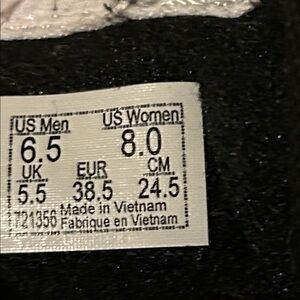 US Men US Women
6.5 8.0
UK EUR CM
5.5 38.5 24.5
721356 Made in Vietnam
Fabrique en Vietnam